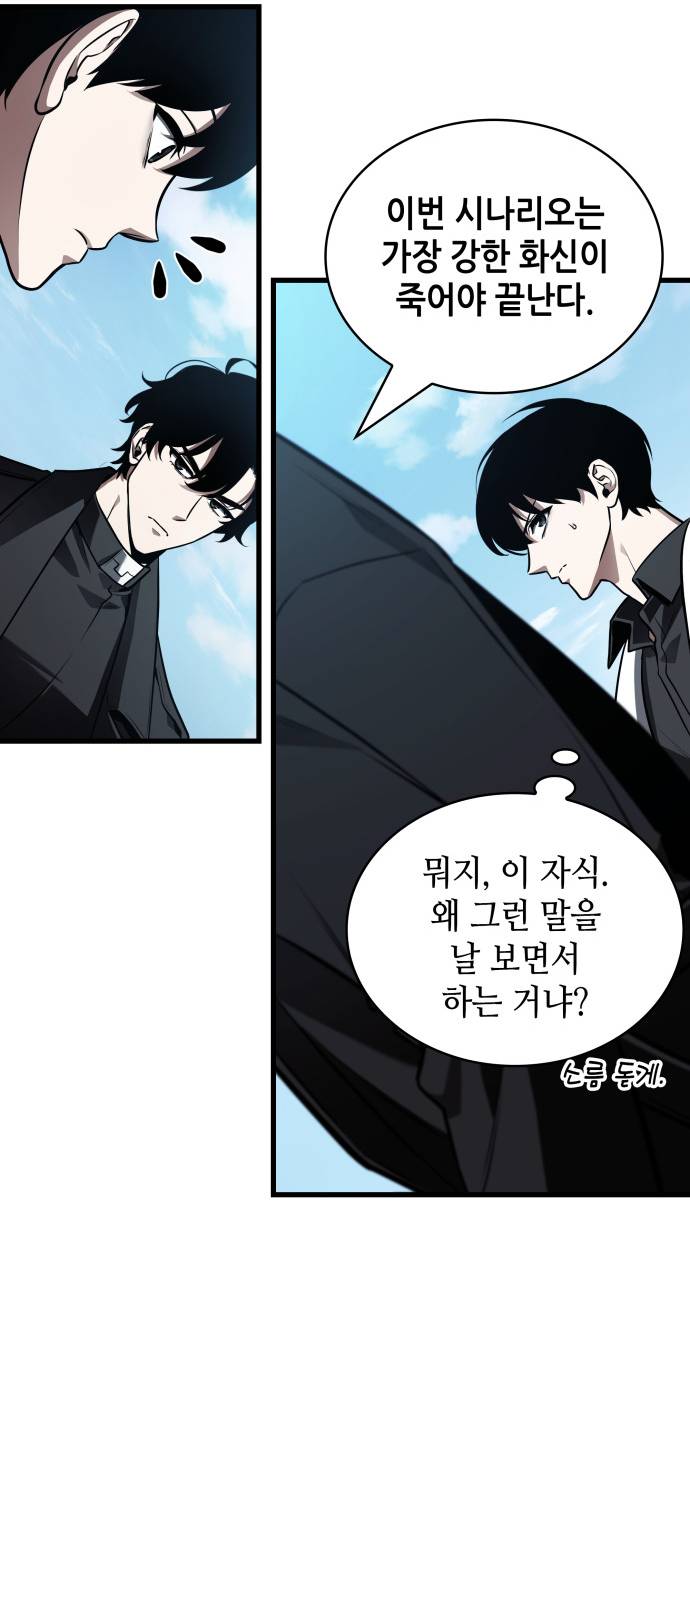 이번 시나리오는
가장 강한 화신이
죽어야 끝난다.
뭐지, 이 자식.
왜 그런 말을
날 보면서
하는 거냐?
소름 돋게.